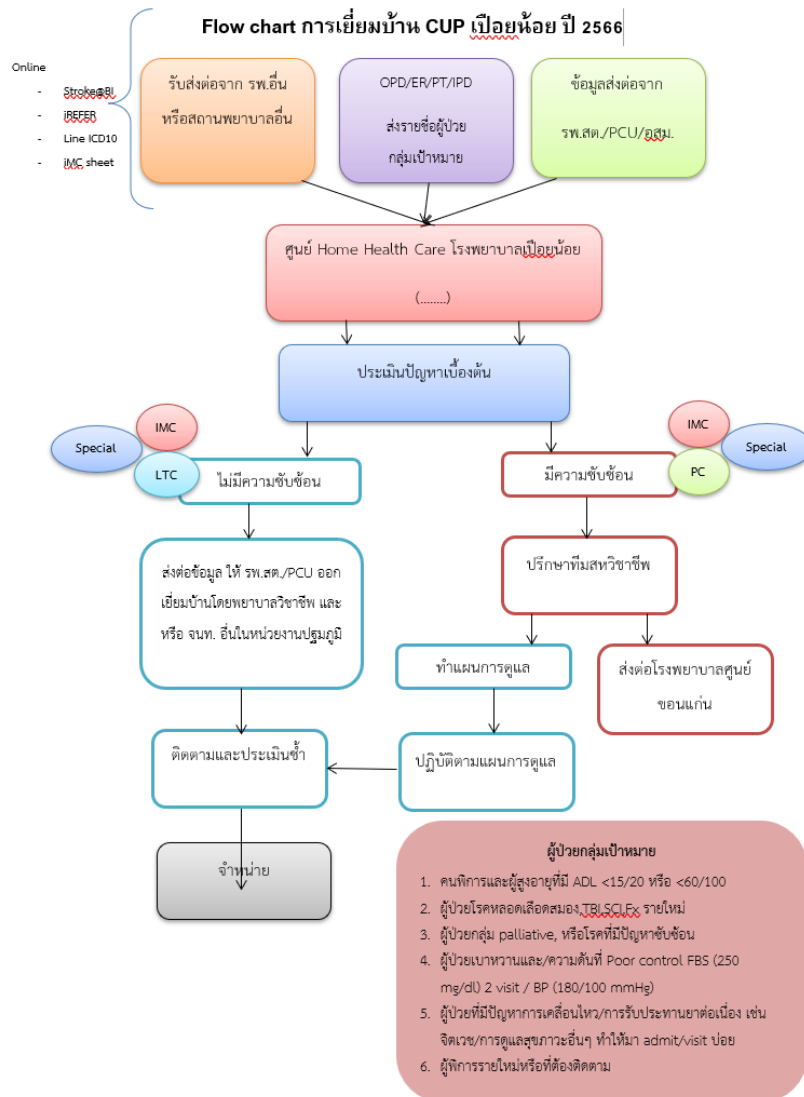 Flow chart การเยี่ยมบ้าน CUP เปือยน้อย ปี 2566
Online
- Stroke@BI
- iREFER
- Line ICD10
- iMC sheet
รับส่งต่อจาก รพ.อื่น
หรือสถานพยาบาลอื่น
OPD/ER/PT/IPD
ส่งรายชื่อผู้ป่วย
กลุ่มเป้าหมาย
ข้อมูลส่งต่อจาก
รพ.สต./PCU/อสม.
ศูนย์ Home Health Care โรงพยาบาลเปือยน้อย
(........)
ประเมินปัญหาเบื้องต้น
Special
IMC
LTC
ไม่มีความซับซ้อน
มีความซับซ้อน
IMC
PC
Special
ส่งต่อข้อมูล ให้ รพ.สต./PCU ออก
เยี่ยมบ้านโดยพยาบาลวิชาชีพ และ
หรือ จนท. อื่นในหน่วยงานปฐมภูมิ
ปรึกษาทีมสหวิชาชีพ
ทำแผนการดูแล
ส่งต่อโรงพยาบาลศูนย์
ขอนแก่น
ติดตามและประเมินซ้ำ
ปฏิบัติตามแผนการดูแล
จำหน่าย
ผู้ป่วยกลุ่มเป้าหมาย
1. คนพิการและผู้สูงอายุที่มี ADL <15/20 หรือ <60/100
2. ผู้ป่วยโรคหลอดเลือดสมอง,TBI,SCI,Fx รายใหม่
3. ผู้ป่วยกลุ่ม palliative, หรือโรคที่มีปัญหาซับซ้อน
4. ผู้ป่วยเบาหวานและ/ความดันที่ Poor control FBS (250
mg/dl) 2 visit / BP (180/100 mmHg)
5. ผู้ป่วยที่มีปัญหาการเคลื่อนไหว/การรับประทานยาต่อเนื่อง เช่น
จิตเวช/การดูแลสุขภาวะอื่นๆ ทำให้มา admit/visit บ่อย
6. ผู้พิการรายใหม่หรือที่ต้องติดตาม